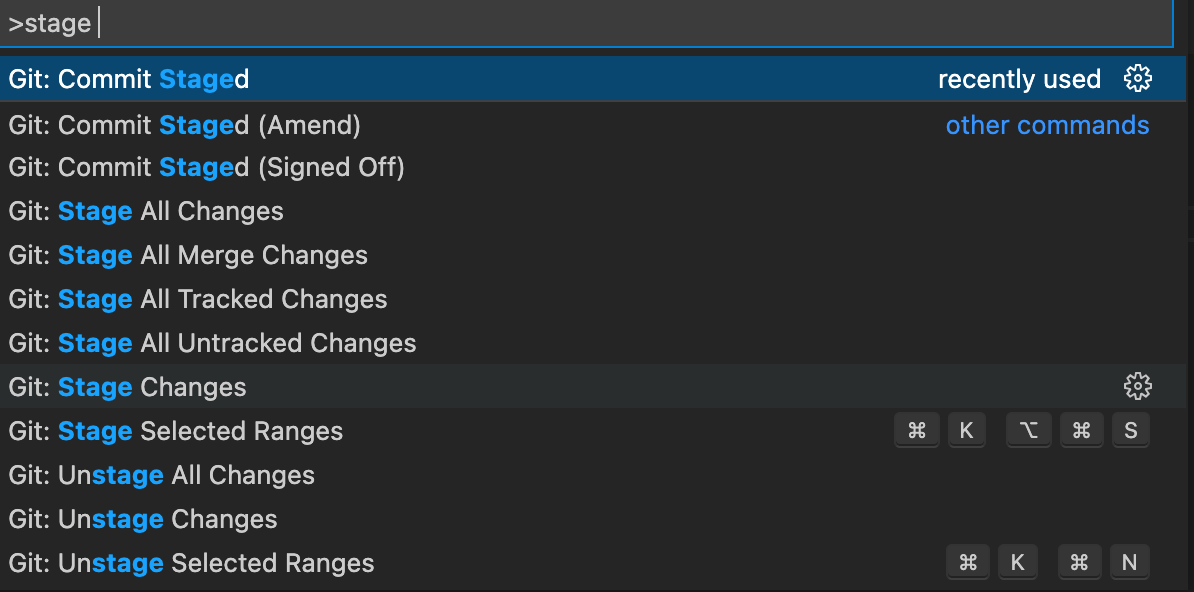 >stage
Git: Commit Staged recently used
Git: Commit Staged (Amend) other commands
Git: Commit Staged (Signed Off)
Git: Stage All Changes
Git: Stage All Merge Changes
Git: Stage All Tracked Changes
Git: Stage All Untracked Changes
Git: Stage Changes
Git: Stage Selected Ranges ⌘ K ⌥ ⌘ S
Git: Unstage All Changes
Git: Unstage Changes
Git: Unstage Selected Ranges ⌘ K ⌘ N